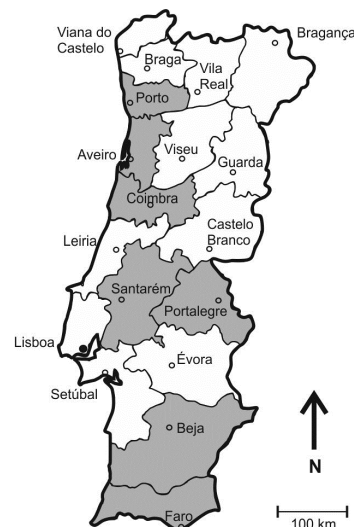 Viana do
Castelo
Bragança
Braga
Vila
Real
Porto
Aveiro
Viseu
Guarda
Coimbra
Castelo
Branco
Leiria
Santarém
Portalegre
Lisboa
Évora
Setúbal
Beja
N
Faro
100 km